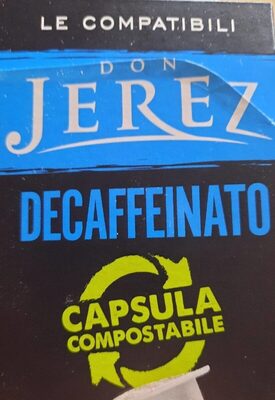 LE COMPATIBILI
DON
JEREZ
DECAFFEINATO
CAPSULA
COMPOSTABILE